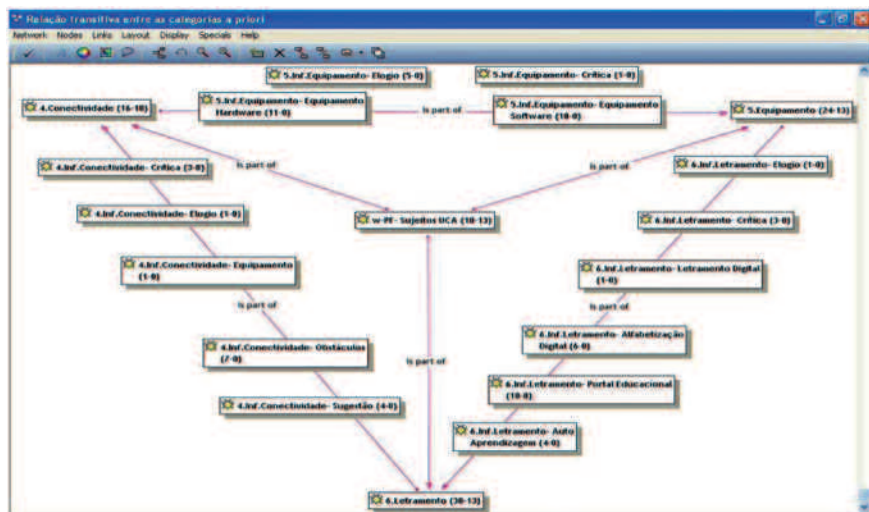 Relação transitiva entre as categorias a priori
Network Nodes Links Layout Display Specials Help
5.Inf.Equipamento- Elogio (5-0)
5.Inf.Equipamento- Crítica (1-0)
4.Conectividade (16-18)
5.Inf.Equipamento- Equipamento
Hardware (11-0)
is part of
5.Inf.Equipamento- Equipamento
Software (18-0)
5.Equipamento (24-13)
4.Inf.Conectividade- Crítica (3-0)
is part of
is part of
6.Inf.Letramento- Elogio (1-0)
4.Inf.Conectividade- Elogio (1-0)
w-PF- Sujeitos UCA (18-13)
6.Inf.Letramento- Crítica (3-0)
4.Inf.Conectividade- Equipamento
(1-0)
6.Inf.Letramento- Letramento Digital
(1-0)
is part of
is part of
4.Inf.Conectividade- Obstáculos
(7-0)
is part of
6.Inf.Letramento- Alfabetização
Digital (6-0)
6.Inf.Letramento- Portal Educacional
(18-0)
4.Inf.Conectividade- Sugestão (4-0)
6.Inf.Letramento- Auto
Aprendizagem (4-0)
6.Letramento (38-13)